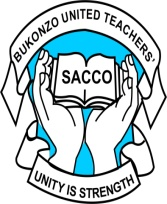 BUKONZO UNITED TEACHERS'
SACCO
UNITY IS STRENGTH